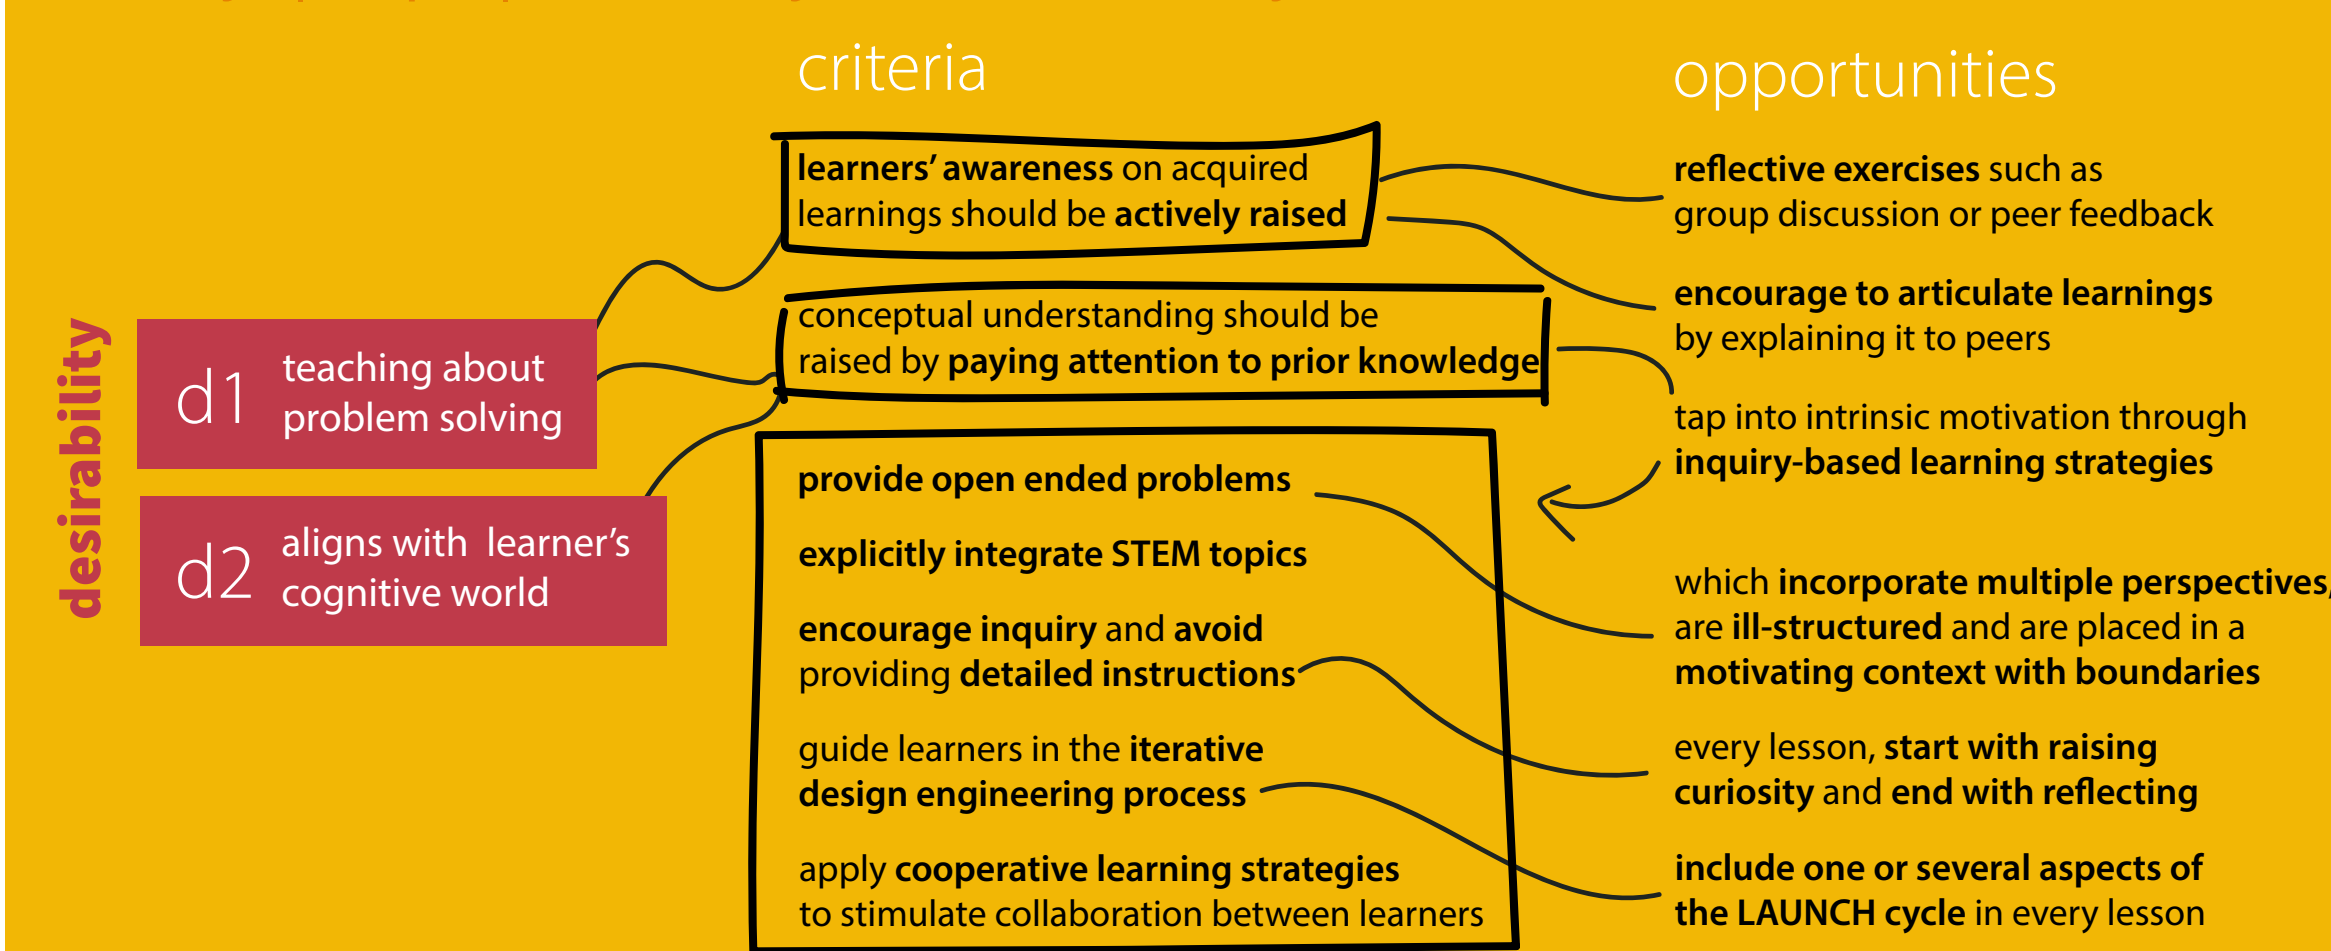 criteria
opportunities
desirability
d1 teaching about
problem solving
d2 aligns with learner's
cognitive world
learners' awareness on acquired
learnings should be actively raised
conceptual understanding should be
raised by paying attention to prior knowledge
provide open ended problems
explicitly integrate STEM topics
encourage inquiry and avoid
providing detailed instructions
guide learners in the iterative
design engineering process
apply cooperative learning strategies
to stimulate collaboration between learners
reflective exercises such as
group discussion or peer feedback
encourage to articulate learnings
by explaining it to peers
tap into intrinsic motivation through
inquiry-based learning strategies
which incorporate multiple perspectives,
are ill-structured and are placed in a
motivating context with boundaries
every lesson, start with raising
curiosity and end with reflecting
include one or several aspects of
the LAUNCH cycle in every lesson